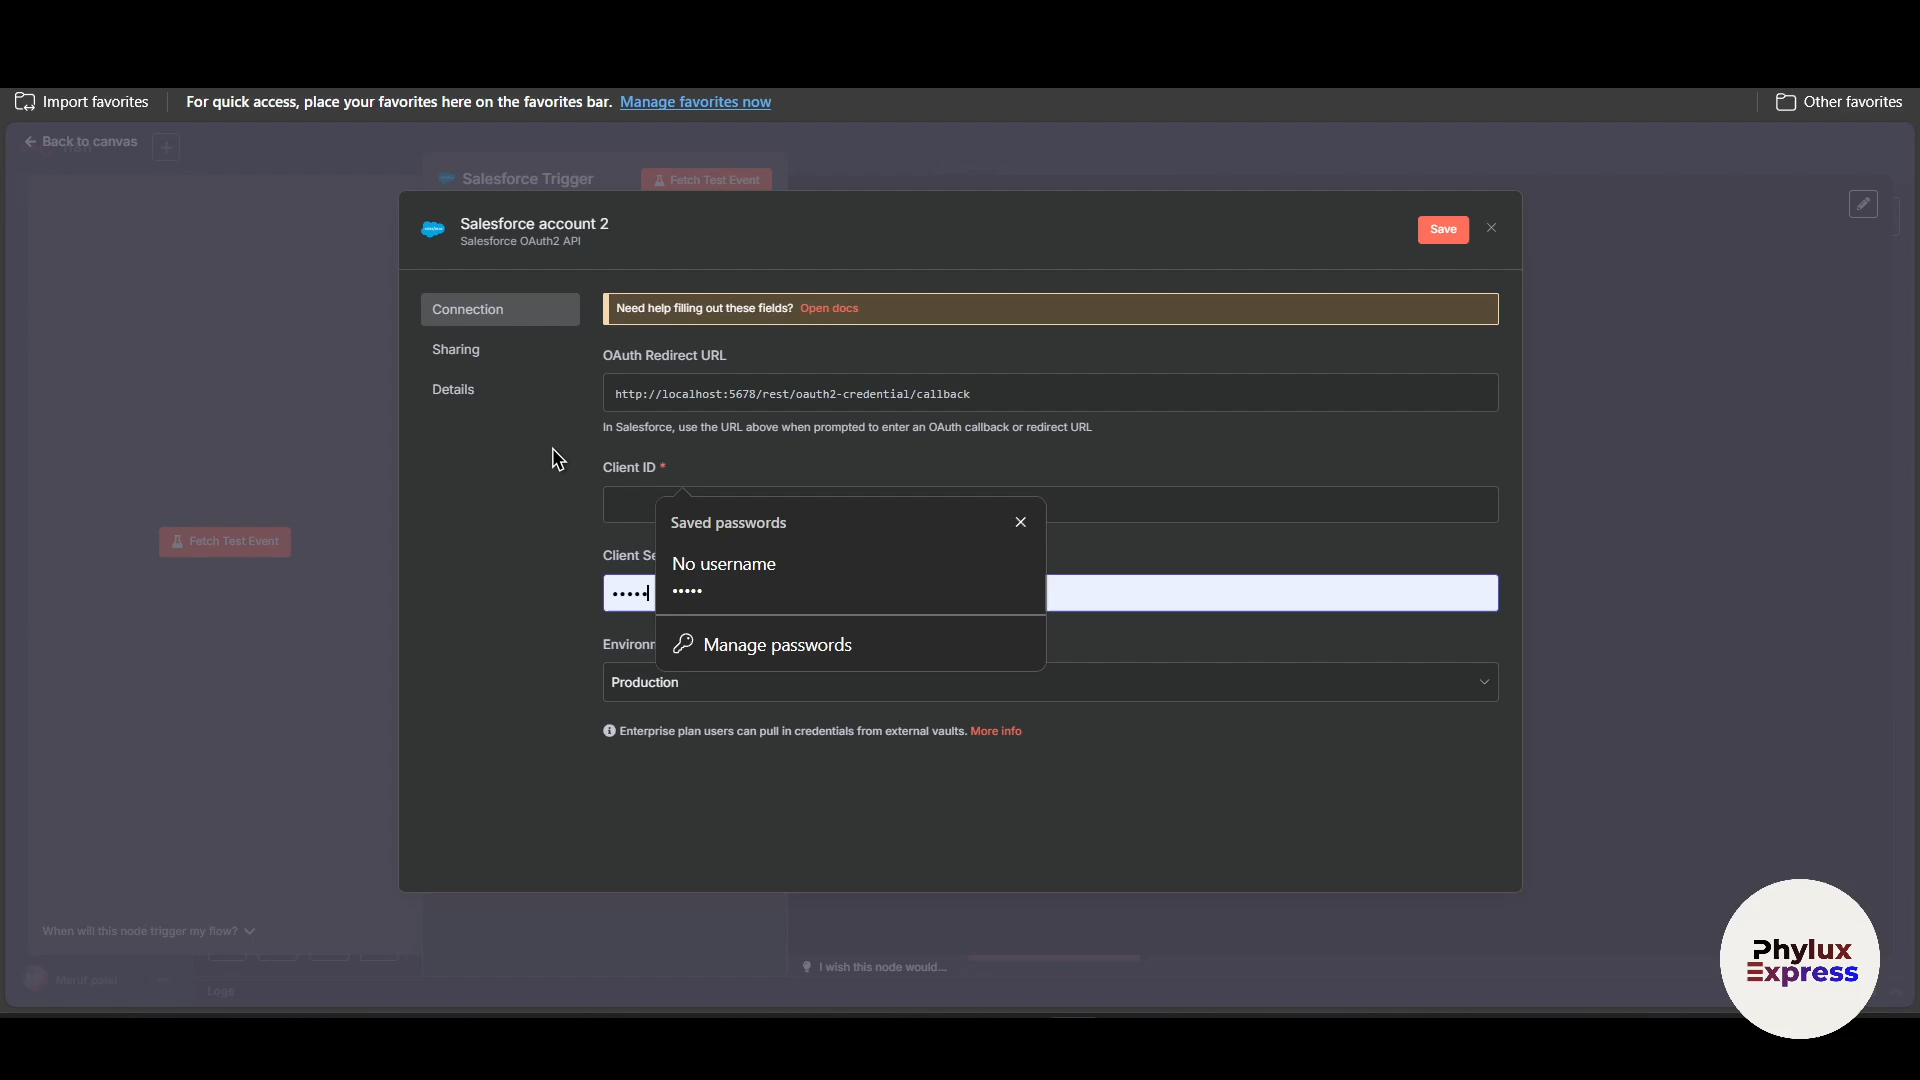 Import favorites
For quick access, place your favorites here on the favorites bar. Manage favorites now
Other favorites
Back to canvas
Salesforce Trigger
Fetch Test Event
Salesforce account 2
Salesforce OAuth2 API
Save
Connection
Sharing
Details
Need help filling out these fields? Open docs
OAuth Redirect URL
http://localhost:5678/rest/oauth2-credential/callback
In Salesforce, use the URL above when prompted to enter an OAuth callback or redirect URL
Client ID *
Saved passwords
No username
•••••
Manage passwords
Client Se
•••••
Environm
Production
Enterprise plan users can pull in credentials from external vaults. More info
Fetch Test Event
When will this node trigger my flow?
I wish this node would...
Logs
Phylux
Express